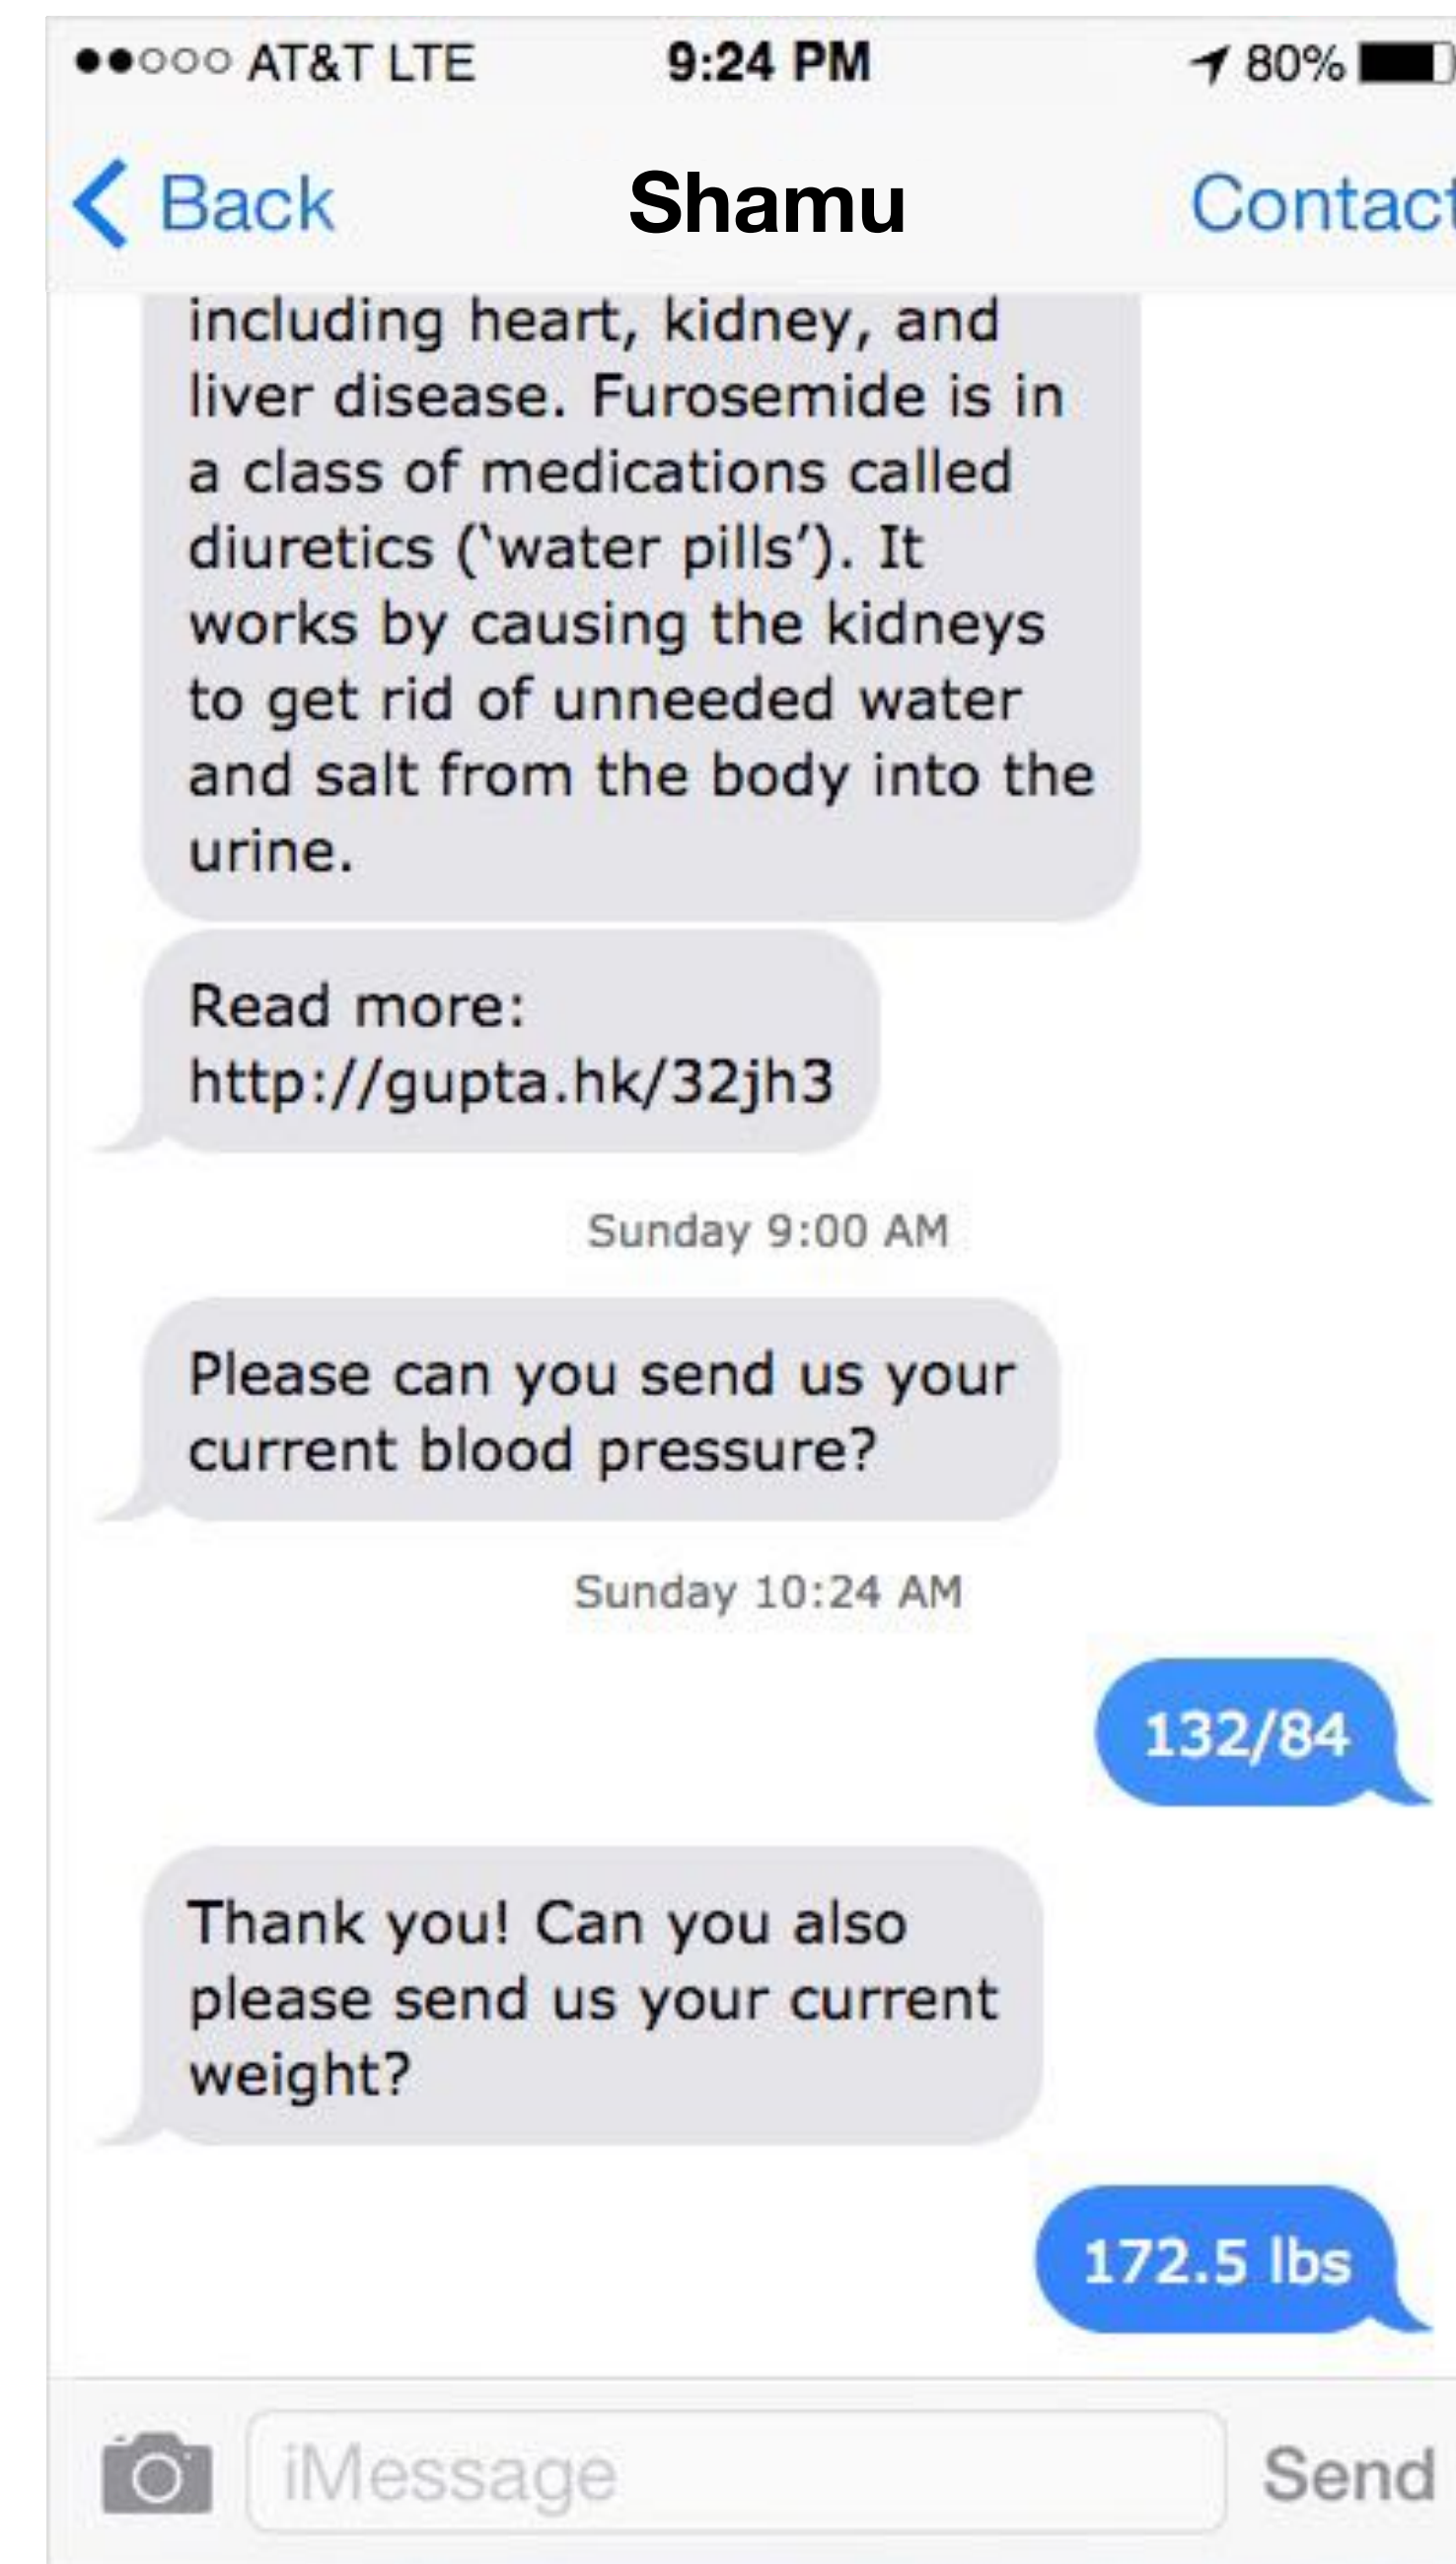 AT&T LTE 9:24 PM 80%
Back Shamu Contact
including heart, kidney, and
liver disease. Furosemide is in
a class of medications called
diuretics (‘water pills’). It
works by causing the kidneys
to get rid of unneeded water
and salt from the body into the
urine.
Read more:
http://gupta.hk/32jh3
Sunday 9:00 AM
Please can you send us your
current blood pressure?
Sunday 10:24 AM
132/84
Thank you! Can you also
please send us your current
weight?
172.5 lbs
iMessage Send